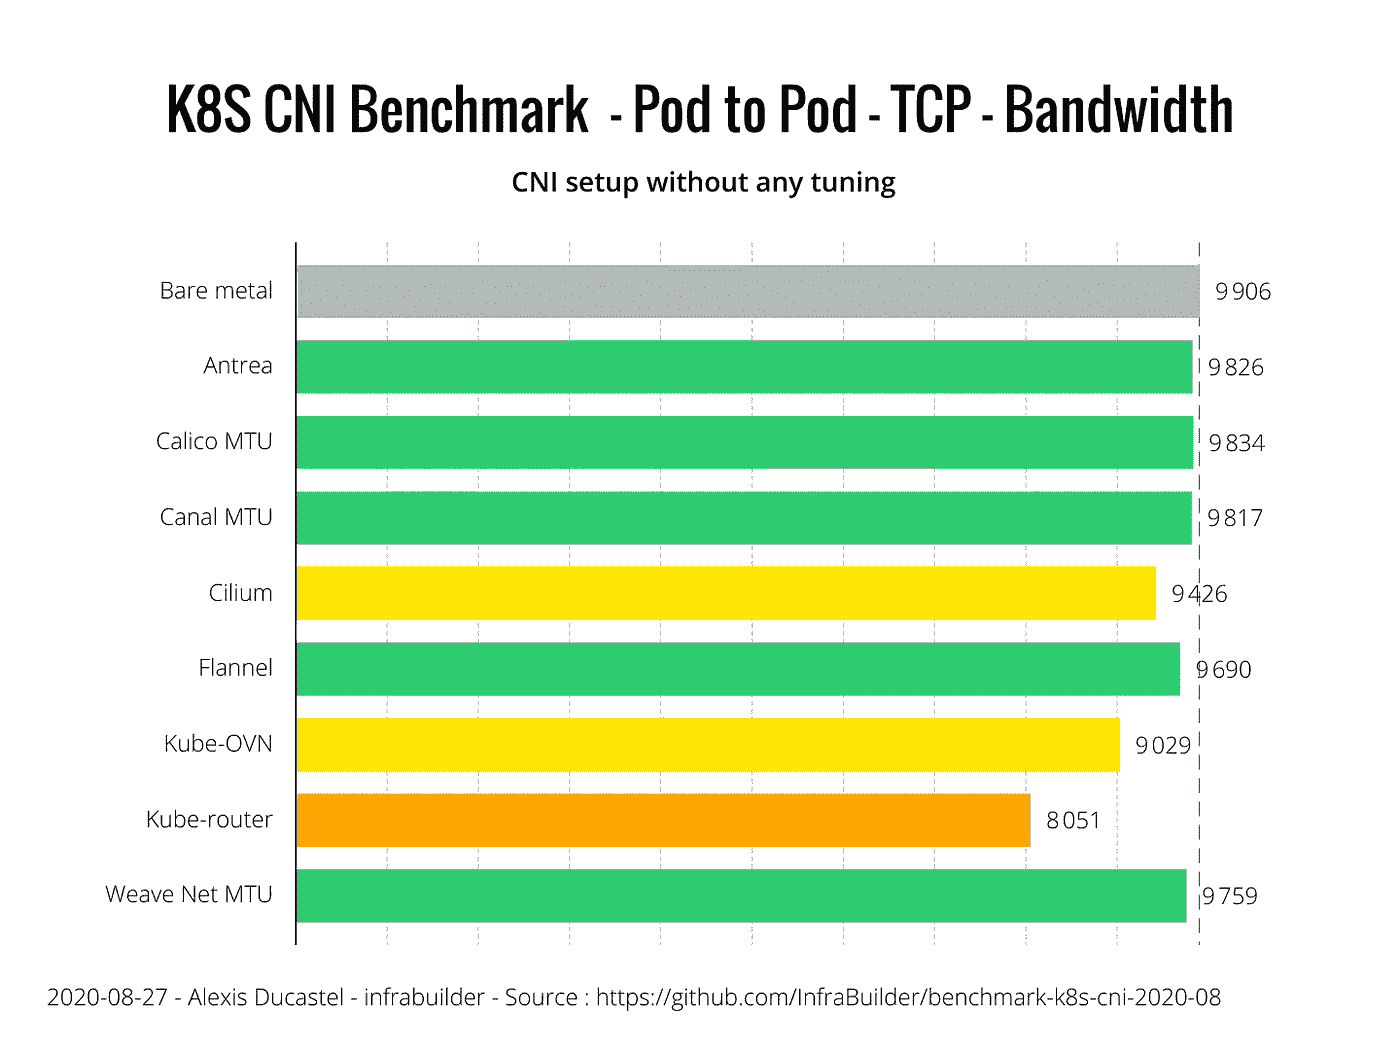 K8S CNI Benchmark - Pod to Pod - TCP - Bandwidth
CNI setup without any tuning
Bare metal 9 906
Antrea 9 826
Calico MTU 9 834
Canal MTU 9 817
Cilium 9 426
Flannel 9 690
Kube-OVN 9 029
Kube-router 8 051
Weave Net MTU 9 759
2020-08-27 - Alexis Ducastel - infrabuilder - Source : https://github.com/InfraBuilder/benchmark-k8s-cni-2020-08